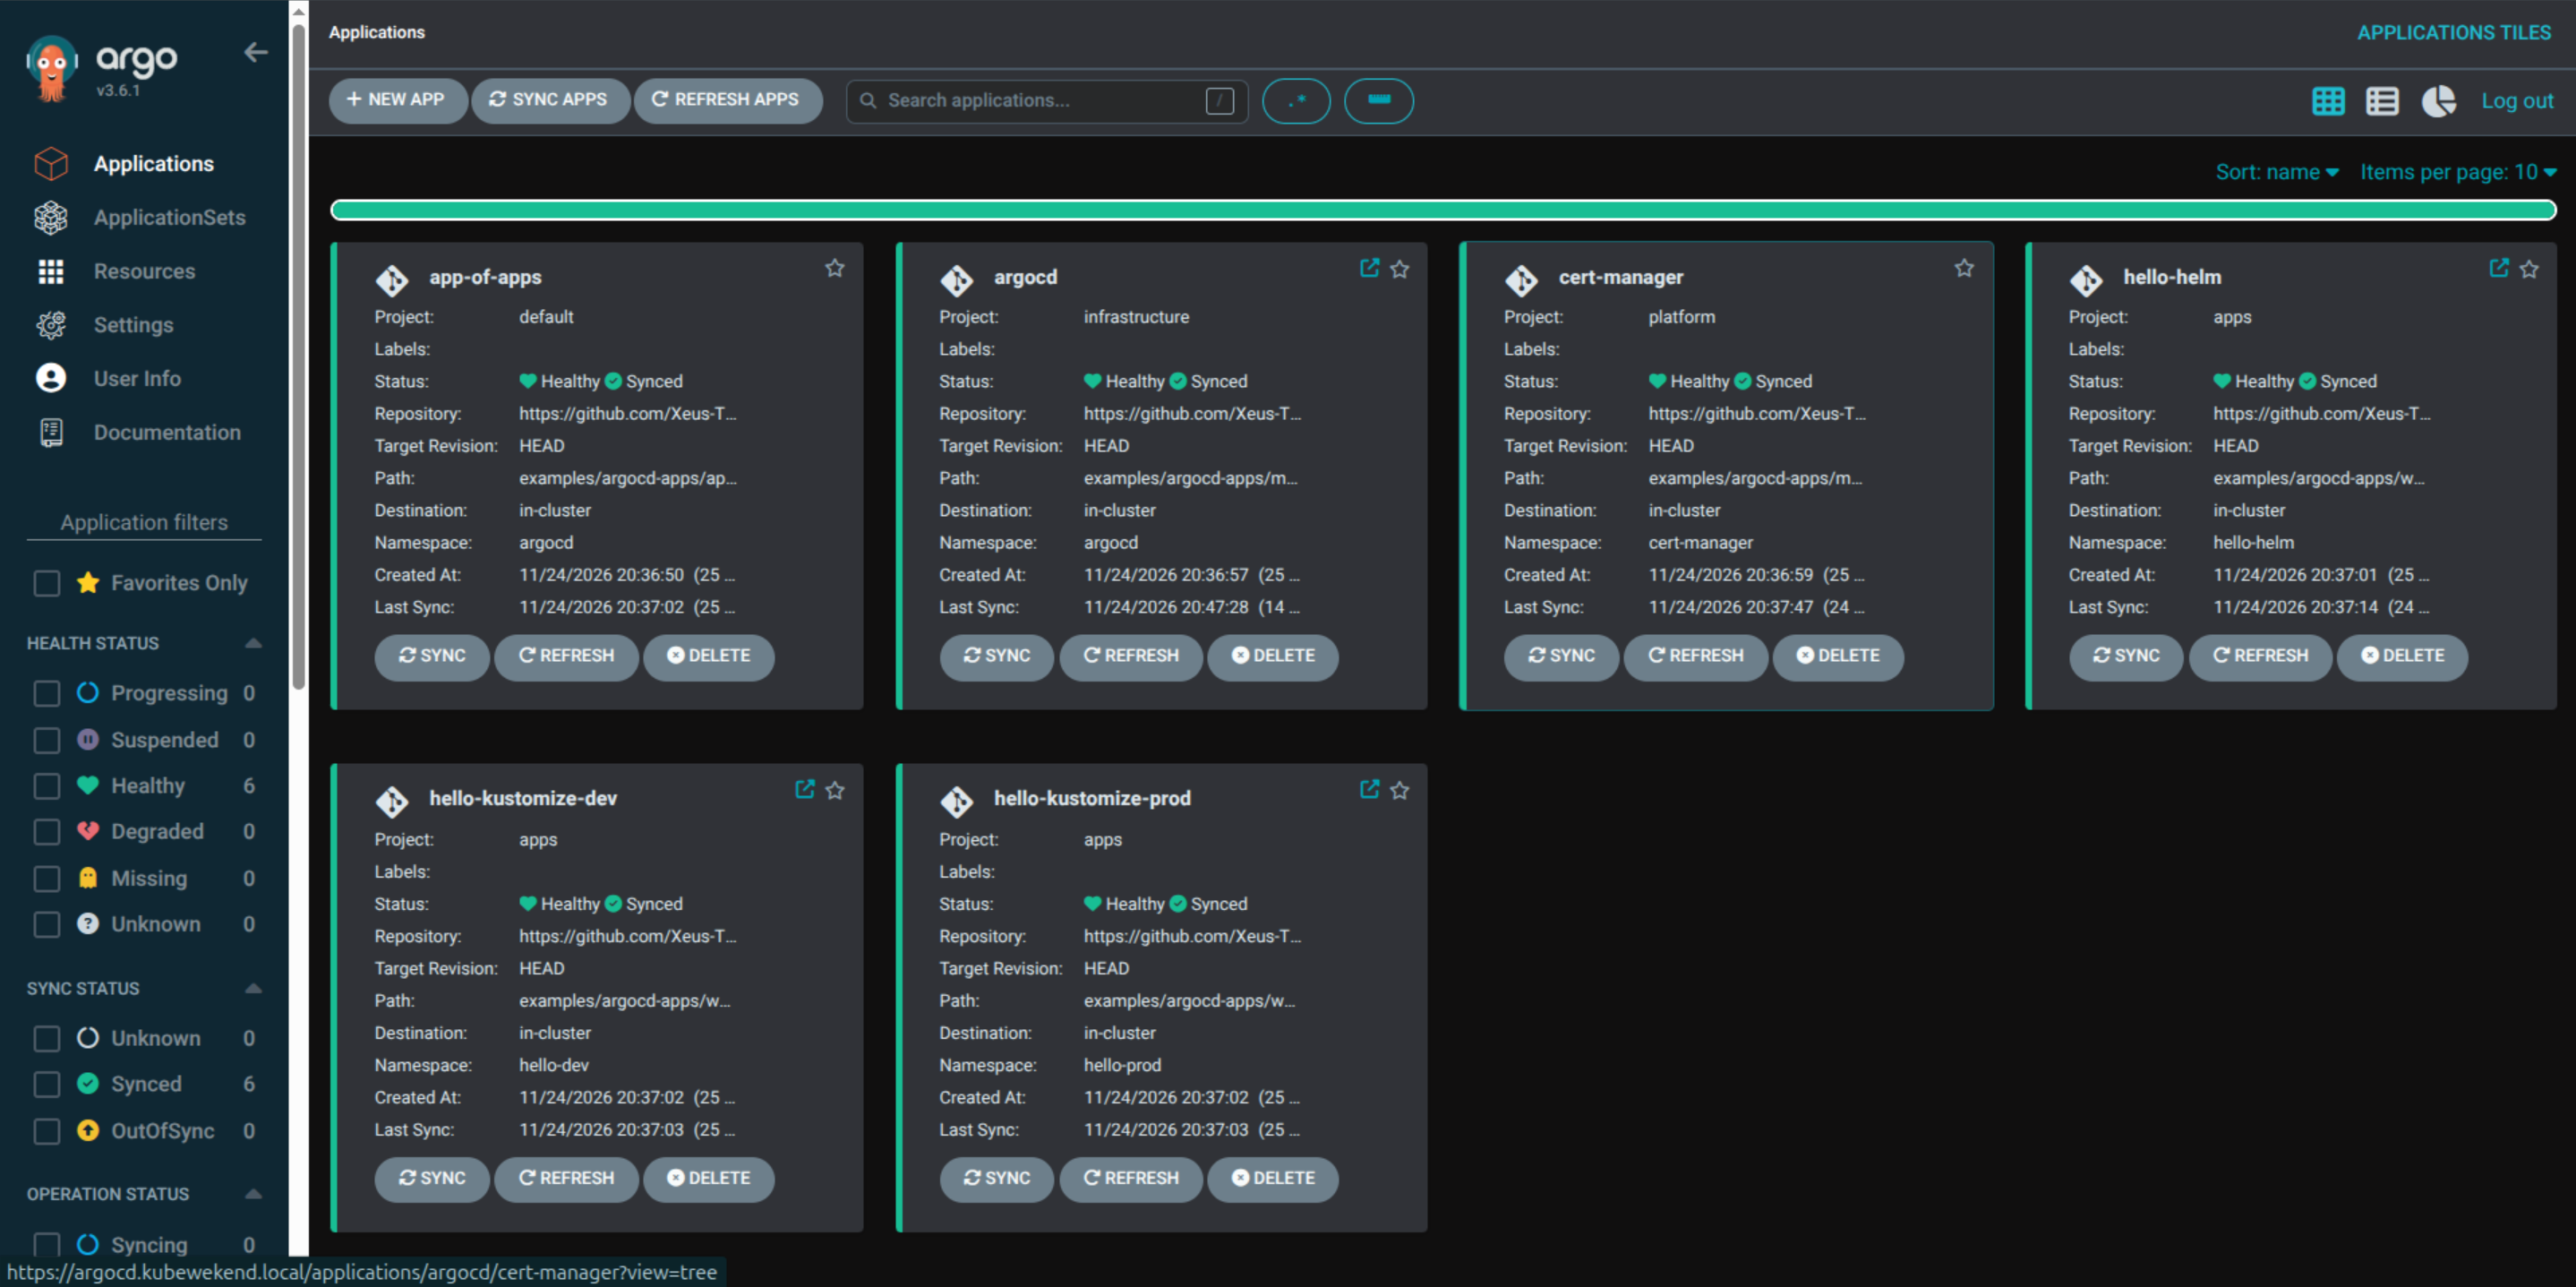 argo
v3.6.1
Applications
ApplicationSets
Resources
Settings
User Info
Documentation
Application filters
Favorites Only
HEALTH STATUS
Progressing 0
Suspended 0
Healthy 6
Degraded 0
Missing 0
Unknown 0
SYNC STATUS
Unknown 0
Synced 6
OutOfSync 0
OPERATION STATUS
Syncing 0
Applications
APPLICATIONS TILES
+ NEW APP SYNC APPS REFRESH APPS Search applications... / .* Log out
Sort: name Items per page: 10
app-of-apps
Project: default
Labels:
Status: Healthy Synced
Repository: https://github.com/Xeus-T...
Target Revision: HEAD
Path: examples/argocd-apps/ap...
Destination: in-cluster
Namespace: argocd
Created At: 11/24/2026 20:36:50 (25 ...
Last Sync: 11/24/2026 20:37:02 (25 ...
SYNC REFRESH DELETE
argocd
Project: infrastructure
Labels:
Status: Healthy Synced
Repository: https://github.com/Xeus-T...
Target Revision: HEAD
Path: examples/argocd-apps/m...
Destination: in-cluster
Namespace: argocd
Created At: 11/24/2026 20:36:57 (25 ...
Last Sync: 11/24/2026 20:47:28 (14 ...
SYNC REFRESH DELETE
cert-manager
Project: platform
Labels:
Status: Healthy Synced
Repository: https://github.com/Xeus-T...
Target Revision: HEAD
Path: examples/argocd-apps/m...
Destination: in-cluster
Namespace: cert-manager
Created At: 11/24/2026 20:36:59 (25 ...
Last Sync: 11/24/2026 20:37:47 (24 ...
SYNC REFRESH DELETE
hello-helm
Project: apps
Labels:
Status: Healthy Synced
Repository: https://github.com/Xeus-T...
Target Revision: HEAD
Path: examples/argocd-apps/w...
Destination: in-cluster
Namespace: hello-helm
Created At: 11/24/2026 20:37:01 (25 ...
Last Sync: 11/24/2026 20:37:14 (24 ...
SYNC REFRESH DELETE
hello-kustomize-dev
Project: apps
Labels:
Status: Healthy Synced
Repository: https://github.com/Xeus-T...
Target Revision: HEAD
Path: examples/argocd-apps/w...
Destination: in-cluster
Namespace: hello-dev
Created At: 11/24/2026 20:37:02 (25 ...
Last Sync: 11/24/2026 20:37:03 (25 ...
SYNC REFRESH DELETE
hello-kustomize-prod
Project: apps
Labels:
Status: Healthy Synced
Repository: https://github.com/Xeus-T...
Target Revision: HEAD
Path: examples/argocd-apps/w...
Destination: in-cluster
Namespace: hello-prod
Created At: 11/24/2026 20:37:02 (25 ...
Last Sync: 11/24/2026 20:37:03 (25 ...
SYNC REFRESH DELETE
https://argocd.kubewekend.local/applications/argocd/cert-manager?view=tree